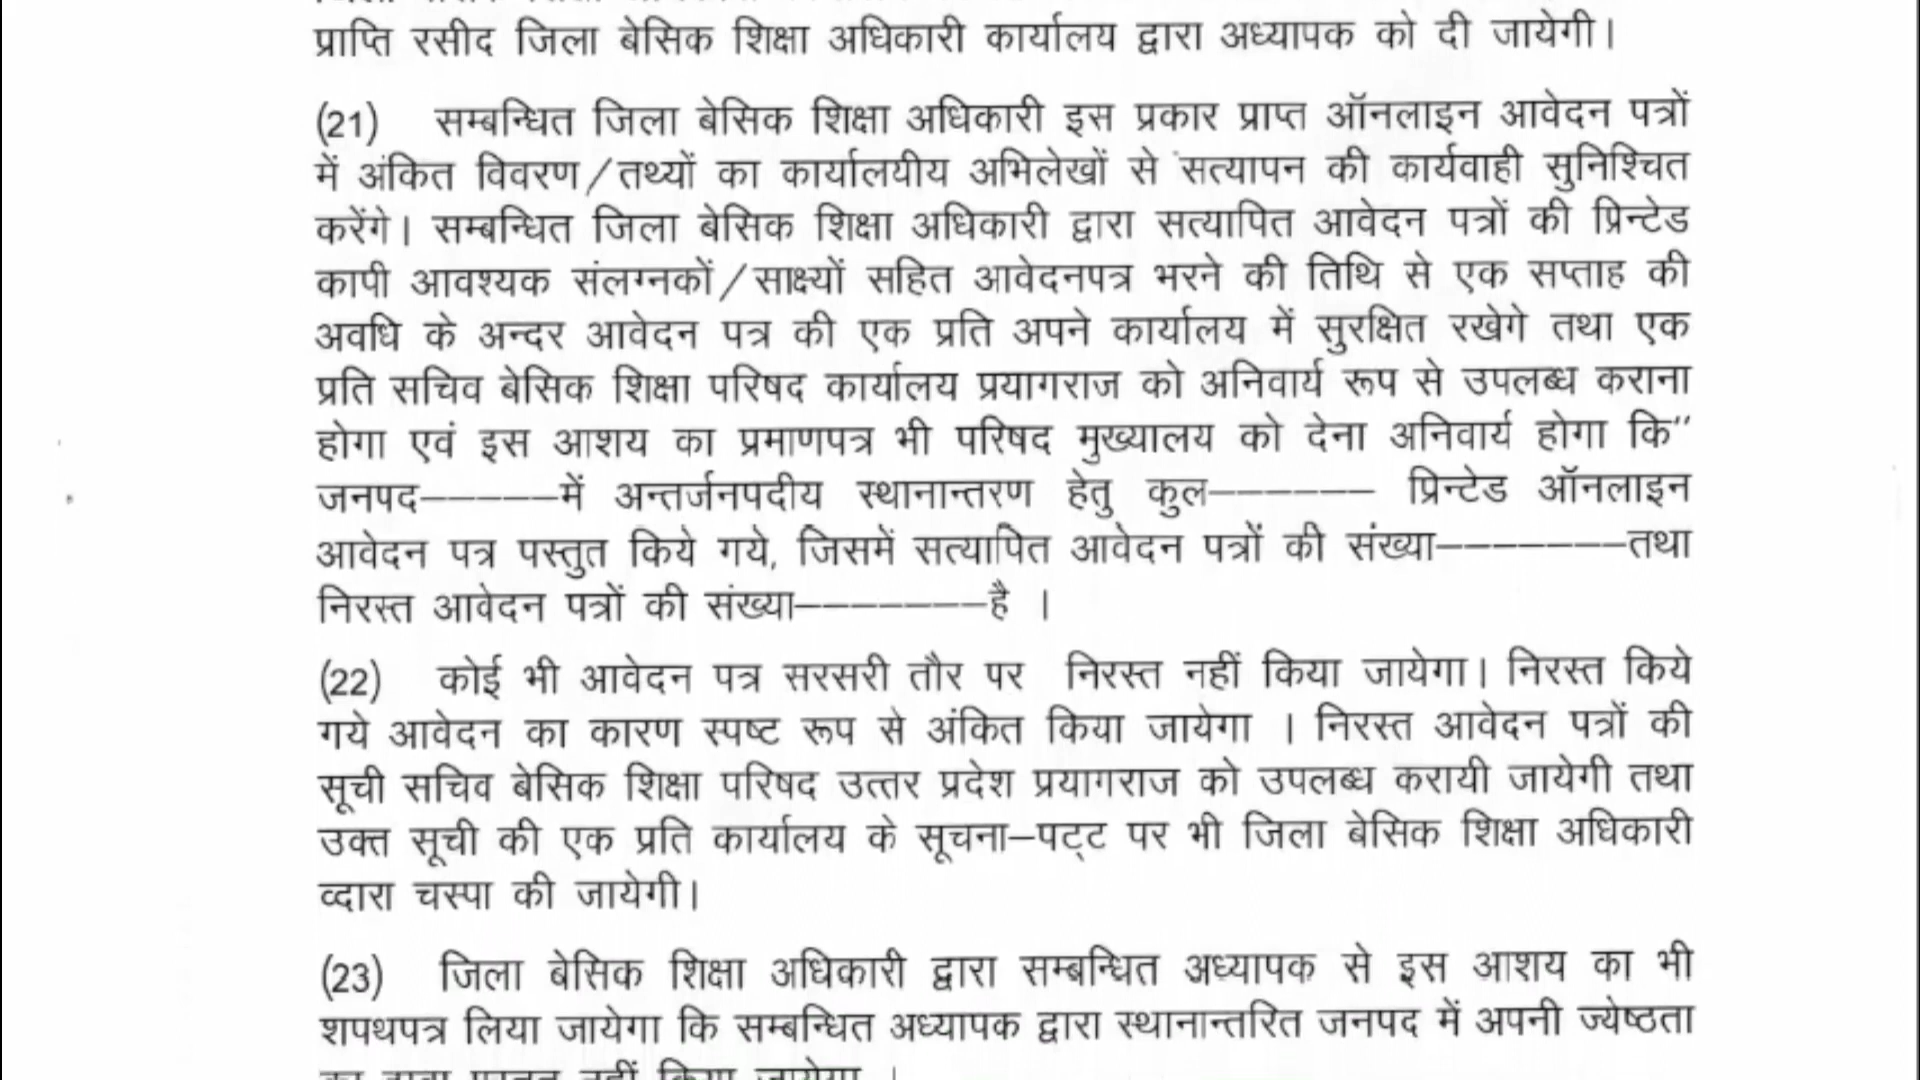 प्राप्ति रसीद जिला बेसिक शिक्षा अधिकारी कार्यालय द्वारा अध्यापक को दी जायेगी।
(21) सम्बन्धित जिला बेसिक शिक्षा अधिकारी इस प्रकार प्राप्त ऑनलाइन आवेदन पत्रों
में अंकित विवरण/तथ्यों का कार्यालयीय अभिलेखों से सत्यापन की कार्यवाही सुनिश्चित
करेंगे। सम्बन्धित जिला बेसिक शिक्षा अधिकारी द्वारा सत्यापित आवेदन पत्रों की प्रिन्टेड
कापी आवश्यक संलग्नकों/साक्ष्यों सहित आवेदनपत्र भरने की तिथि से एक सप्ताह की
अवधि के अन्दर आवेदन पत्र की एक प्रति अपने कार्यालय में सुरक्षित रखेगे तथा एक
प्रति सचिव बेसिक शिक्षा परिषद कार्यालय प्रयागराज को अनिवार्य रूप से उपलब्ध कराना
होगा एवं इस आशय का प्रमाणपत्र भी परिषद मुख्यालय को देना अनिवार्य होगा कि"
जनपद-----में अन्तर्जनपदीय स्थानान्तरण हेतु कुल------ प्रिन्टेड ऑनलाइन
आवेदन पत्र पस्तुत किये गये, जिसमें सत्यापित आवेदन पत्रों की संख्या-------तथा
निरस्त आवेदन पत्रों की संख्या-------है ।
(22) कोई भी आवेदन पत्र सरसरी तौर पर निरस्त नहीं किया जायेगा। निरस्त किये
गये आवेदन का कारण स्पष्ट रूप से अंकित किया जायेगा । निरस्त आवेदन पत्रों की
सूची सचिव बेसिक शिक्षा परिषद उत्तर प्रदेश प्रयागराज को उपलब्ध करायी जायेगी तथा
उक्त सूची की एक प्रति कार्यालय के सूचना-पट्ट पर भी जिला बेसिक शिक्षा अधिकारी
व्दारा चस्पा की जायेगी।
(23) जिला बेसिक शिक्षा अधिकारी द्वारा सम्बन्धित अध्यापक से इस आशय का भी
शपथपत्र लिया जायेगा कि सम्बन्धित अध्यापक द्वारा स्थानान्तरित जनपद में अपनी ज्येष्ठता
नहीं किया जायेगा ।